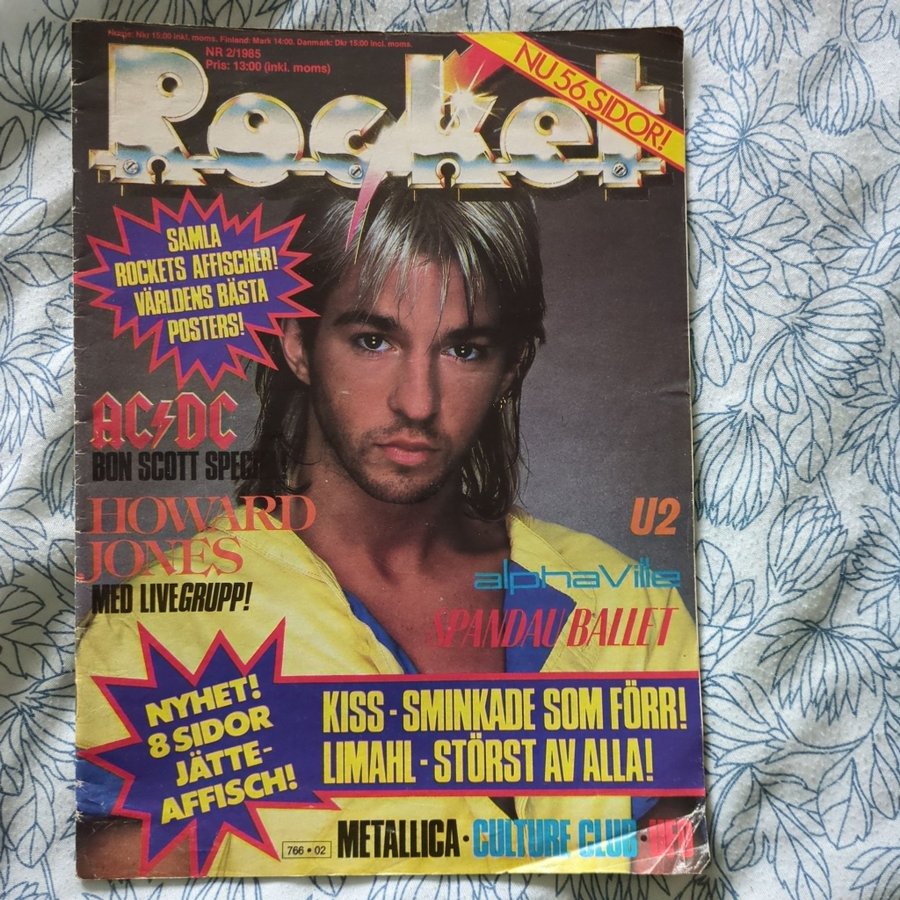 Norge: Nkr 15.00 inkl. moms. Finland: Mark 14.00. Danmark: Dkr 15.00 incl. moms.
NR 2/1985
Pris: 13:00 (inkl. moms)
Rocket
NU 56 SIDOR!
SAMLA
ROCKETS AFFISCHER!
VÄRLDENS BÄSTA
POSTERS!
AC/DC
BON SCOTT SPECIAL!
HOWARD
JONES
MED LIVEGRUPP!
U2
alphaville
SPANDAU BALLET
NYHET!
8 SIDOR
JÄTTE-
AFFISCH!
KISS - SMINKADE SOM FÖRR!
LIMAHL - STÖRST AV ALLA!
766 • 02
METALLICA · CULTURE CLUB ·